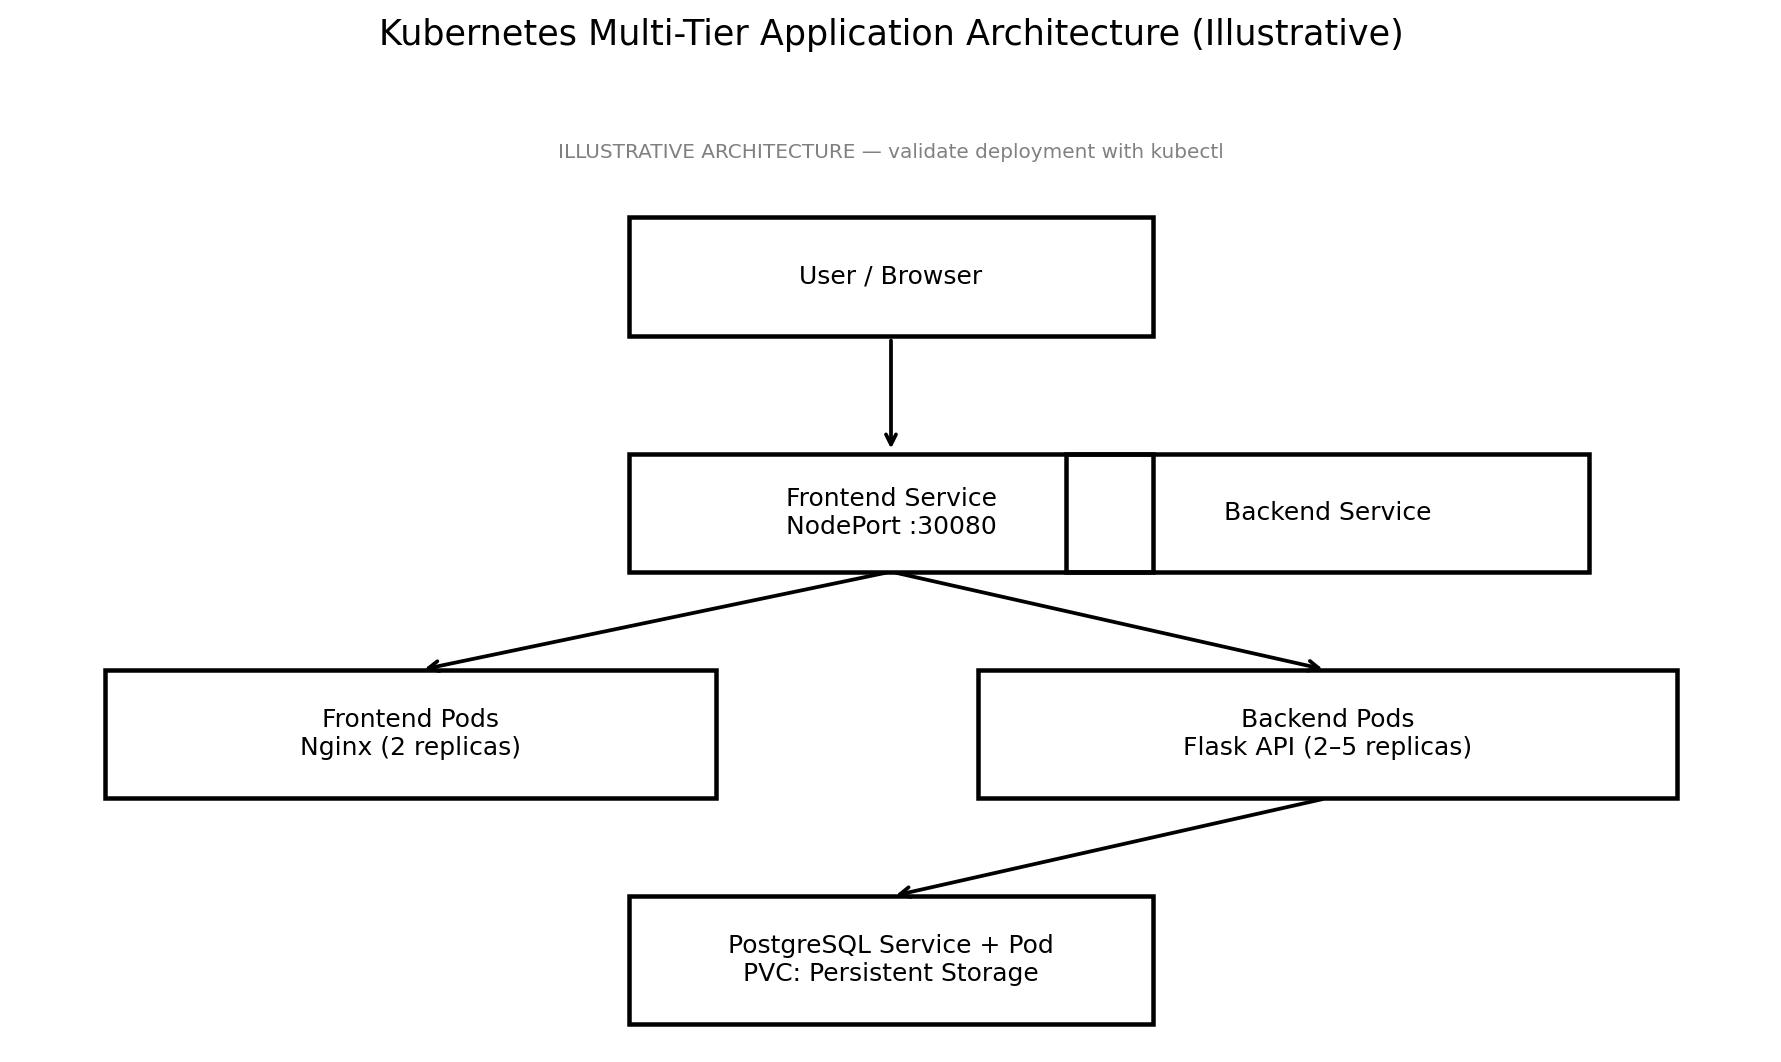 Kubernetes Multi-Tier Application Architecture (Illustrative)
ILLUSTRATIVE ARCHITECTURE — validate deployment with kubectl
User / Browser
Frontend Service
NodePort :30080
Backend Service
Frontend Pods
Nginx (2 replicas)
Backend Pods
Flask API (2–5 replicas)
PostgreSQL Service + Pod
PVC: Persistent Storage